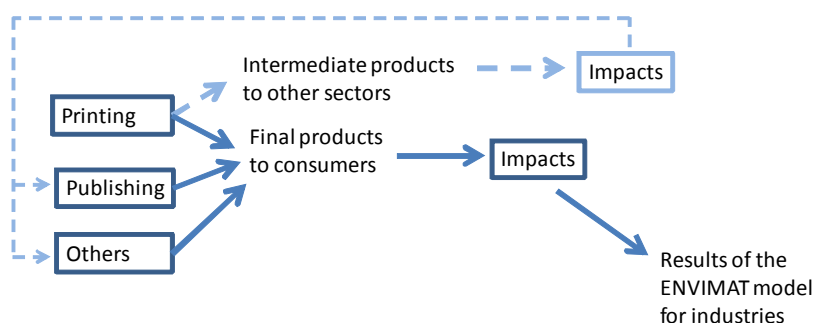 Intermediate products
to other sectors
Impacts
Printing
Final products
to consumers
Impacts
Publishing
Others
Results of the
ENVIMAT model
for industries